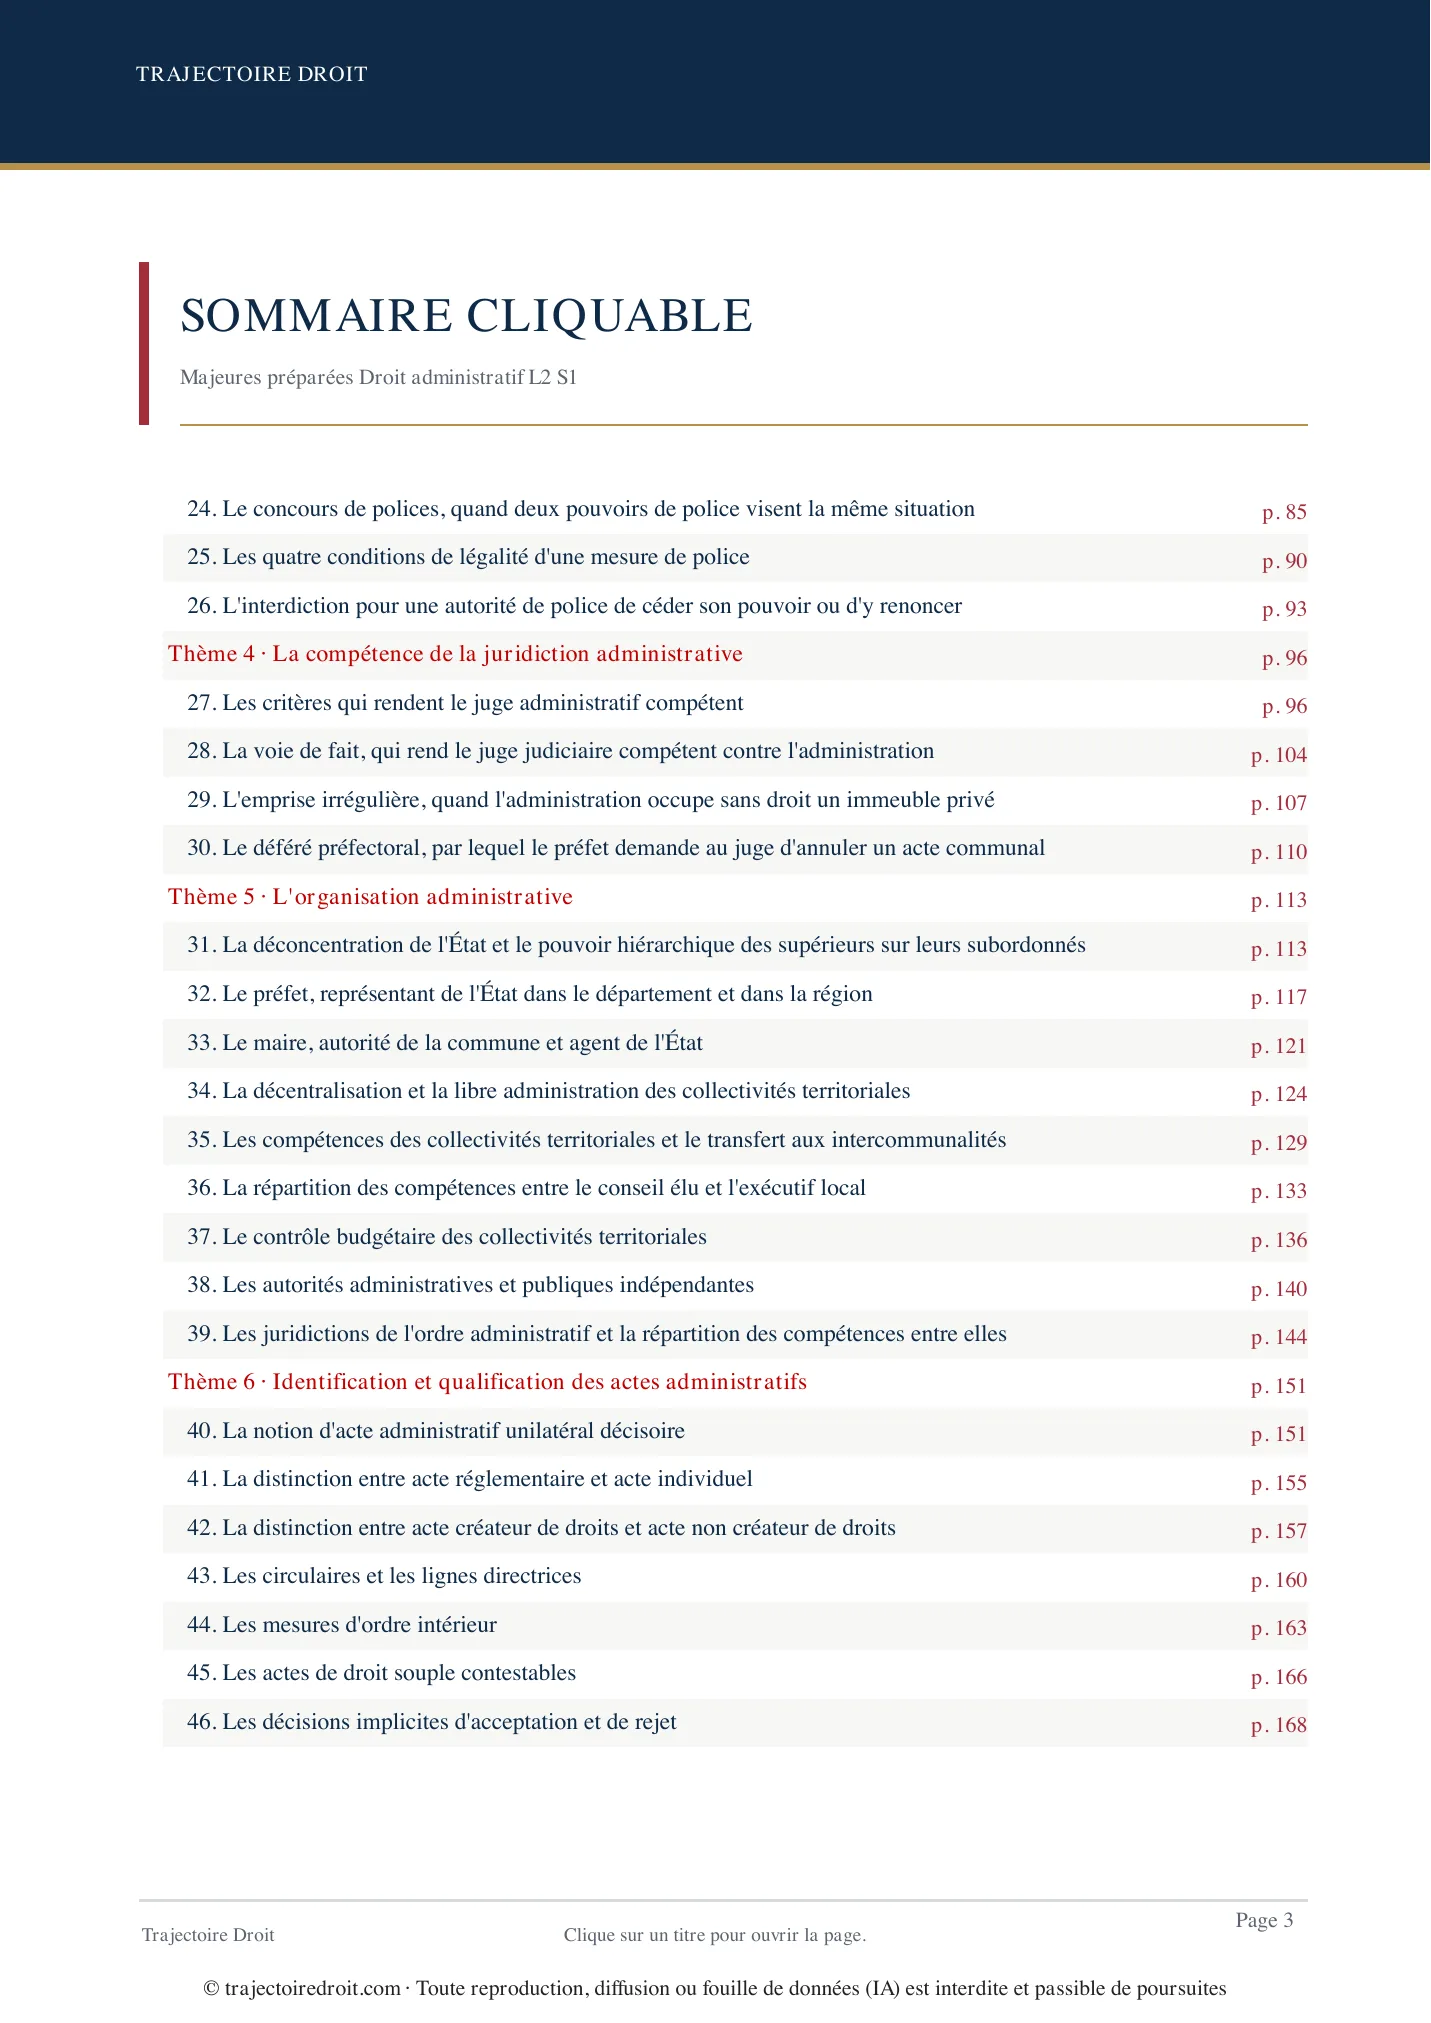 TRAJECTOIRE DROIT
SOMMAIRE CLIQUABLE
Majeures préparées Droit administratif L2 S1
24. Le concours de polices, quand deux pouvoirs de police visent la même situation p. 85
25. Les quatre conditions de légalité d'une mesure de police p. 90
26. L'interdiction pour une autorité de police de céder son pouvoir ou d'y renoncer p. 93
Thème 4 · La compétence de la juridiction administrative p. 96
27. Les critères qui rendent le juge administratif compétent p. 96
28. La voie de fait, qui rend le juge judiciaire compétent contre l'administration p. 104
29. L'emprise irrégulière, quand l'administration occupe sans droit un immeuble privé p. 107
30. Le déféré préfectoral, par lequel le préfet demande au juge d'annuler un acte communal p. 110
Thème 5 · L'organisation administrative p. 113
31. La déconcentration de l'État et le pouvoir hiérarchique des supérieurs sur leurs subordonnés p. 113
32. Le préfet, représentant de l'État dans le département et dans la région p. 117
33. Le maire, autorité de la commune et agent de l'État p. 121
34. La décentralisation et la libre administration des collectivités territoriales p. 124
35. Les compétences des collectivités territoriales et le transfert aux intercommunalités p. 129
36. La répartition des compétences entre le conseil élu et l'exécutif local p. 133
37. Le contrôle budgétaire des collectivités territoriales p. 136
38. Les autorités administratives et publiques indépendantes p. 140
39. Les juridictions de l'ordre administratif et la répartition des compétences entre elles p. 144
Thème 6 · Identification et qualification des actes administratifs p. 151
40. La notion d'acte administratif unilatéral décisoire p. 151
41. La distinction entre acte réglementaire et acte individuel p. 155
42. La distinction entre acte créateur de droits et acte non créateur de droits p. 157
43. Les circulaires et les lignes directrices p. 160
44. Les mesures d'ordre intérieur p. 163
45. Les actes de droit souple contestables p. 166
46. Les décisions implicites d'acceptation et de rejet p. 168
Page 3
Trajectoire Droit Clique sur un titre pour ouvrir la page.
© trajectoiredroit.com · Toute reproduction, diffusion ou fouille de données (IA) est interdite et passible de poursuites